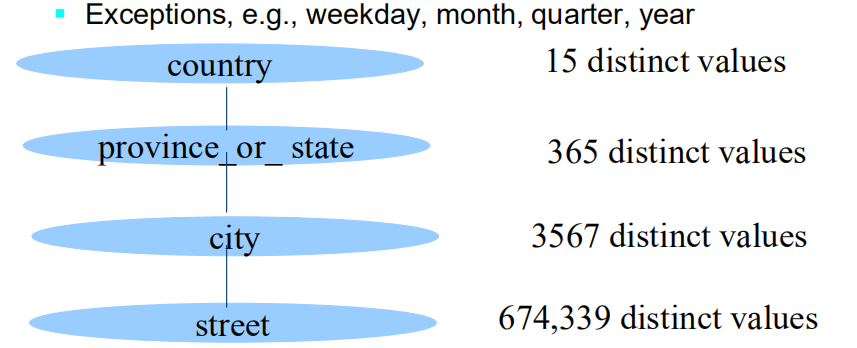 Exceptions, e.g., weekday, month, quarter, year
country 15 distinct values
province_or_ state 365 distinct values
city 3567 distinct values
street 674,339 distinct values